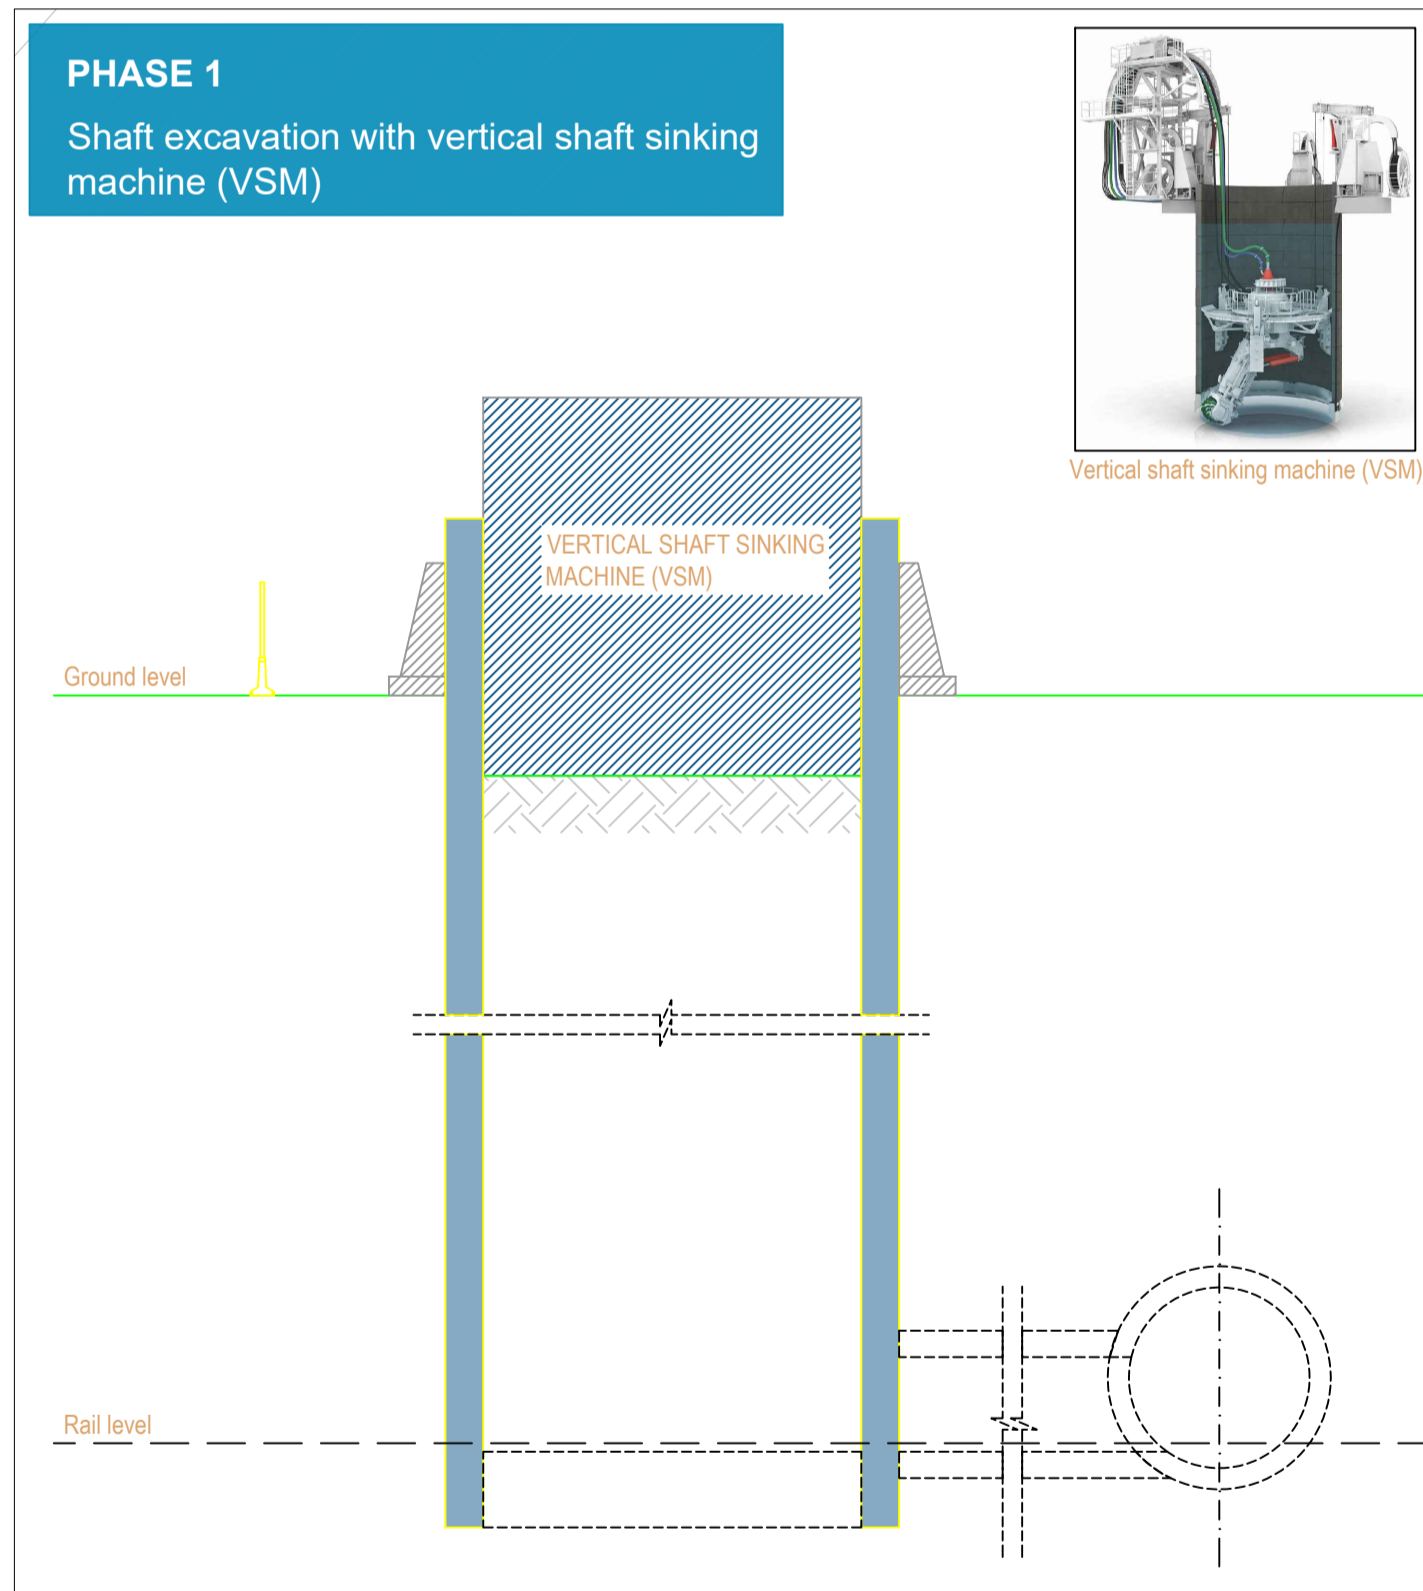 PHASE 1
Shaft excavation with vertical shaft sinking
machine (VSM)
Vertical shaft sinking machine (VSM)
VERTICAL SHAFT SINKING
MACHINE (VSM)
Ground level
Rail level